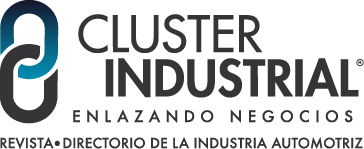 CLUSTER
INDUSTRIAL®
ENLAZANDO NEGOCIOS
REVISTA•DIRECTORIO DE LA INDUSTRIA AUTOMOTRIZ